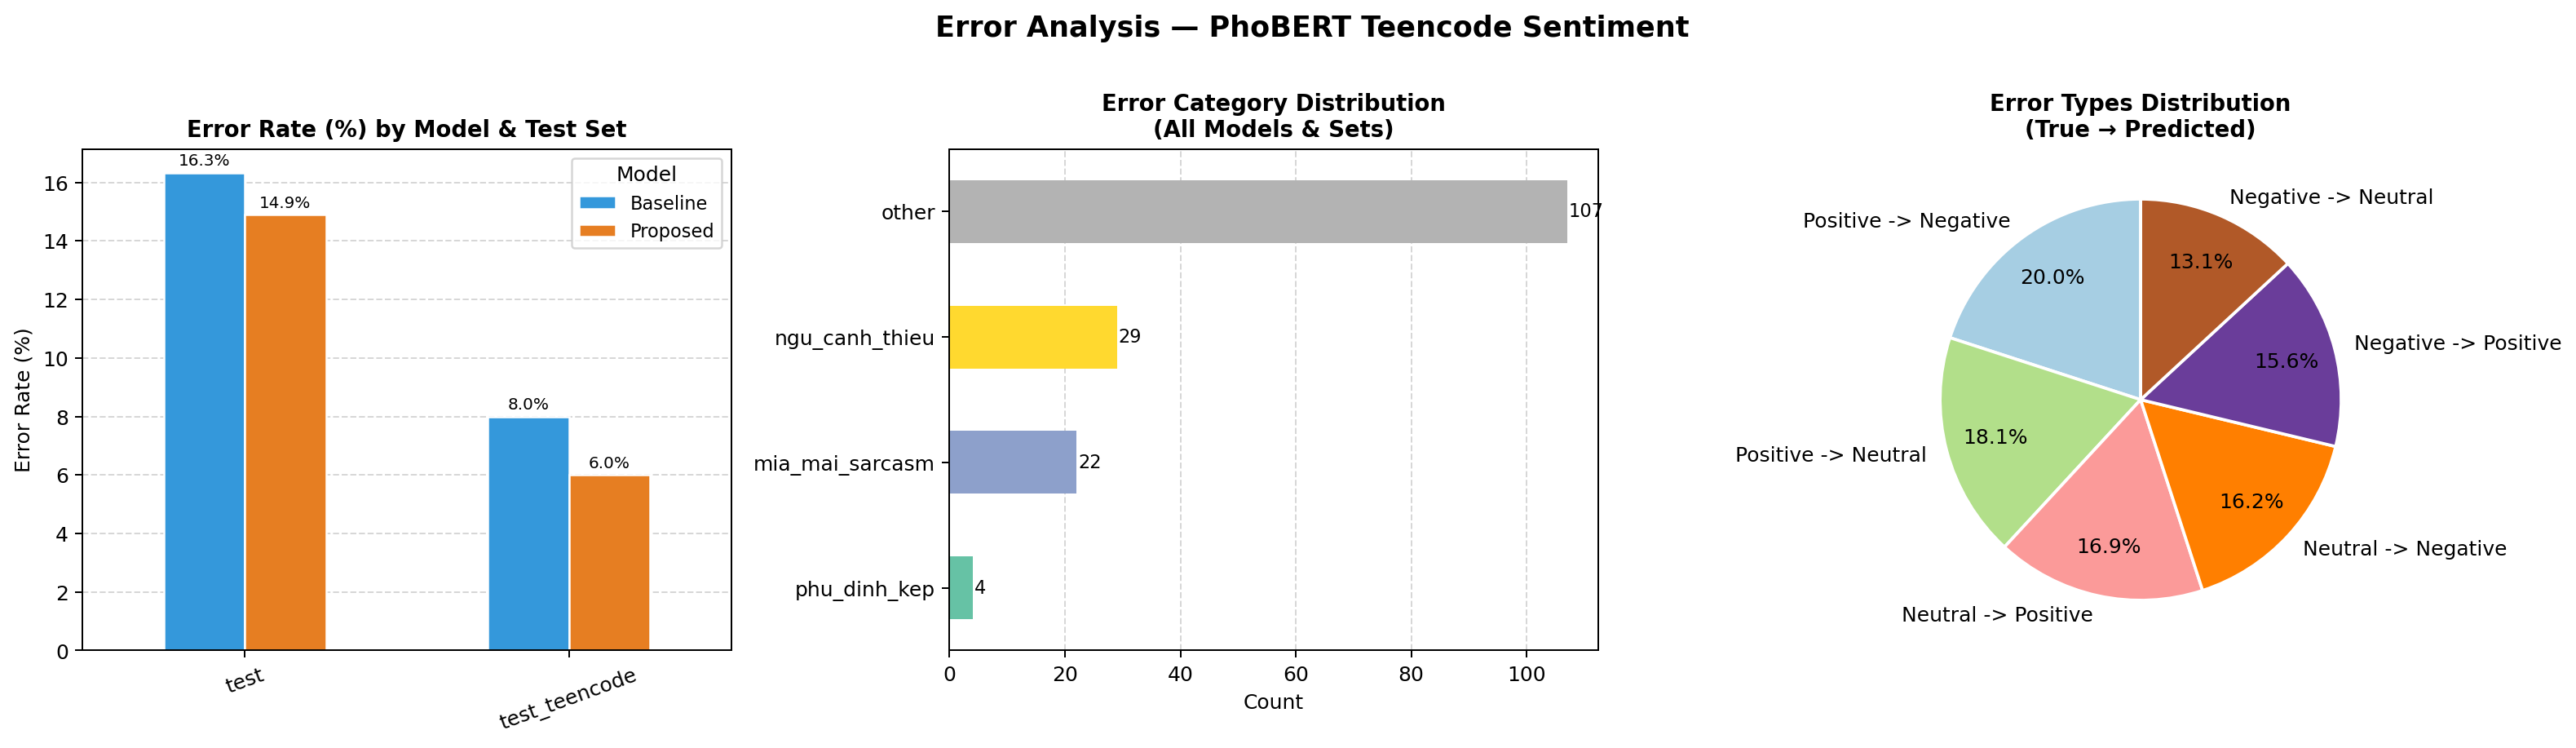 Error Analysis — PhoBERT Teencode Sentiment
Error Rate (%) by Model & Test Set
Error Rate (%)
16
14
12
10
8
6
4
2
0
16.3%
14.9%
8.0%
6.0%
Model
Baseline
Proposed
test
test_teencode
Error Category Distribution
(All Models & Sets)
other
107
ngu_canh_thieu
29
mia_mai_sarcasm
22
phu_dinh_kep
4
0 20 40 60 80 100
Count
Error Types Distribution
(True → Predicted)
Negative -> Neutral
13.1%
Positive -> Negative
20.0%
Negative -> Positive
15.6%
Positive -> Neutral
18.1%
Neutral -> Negative
16.2%
Neutral -> Positive
16.9%